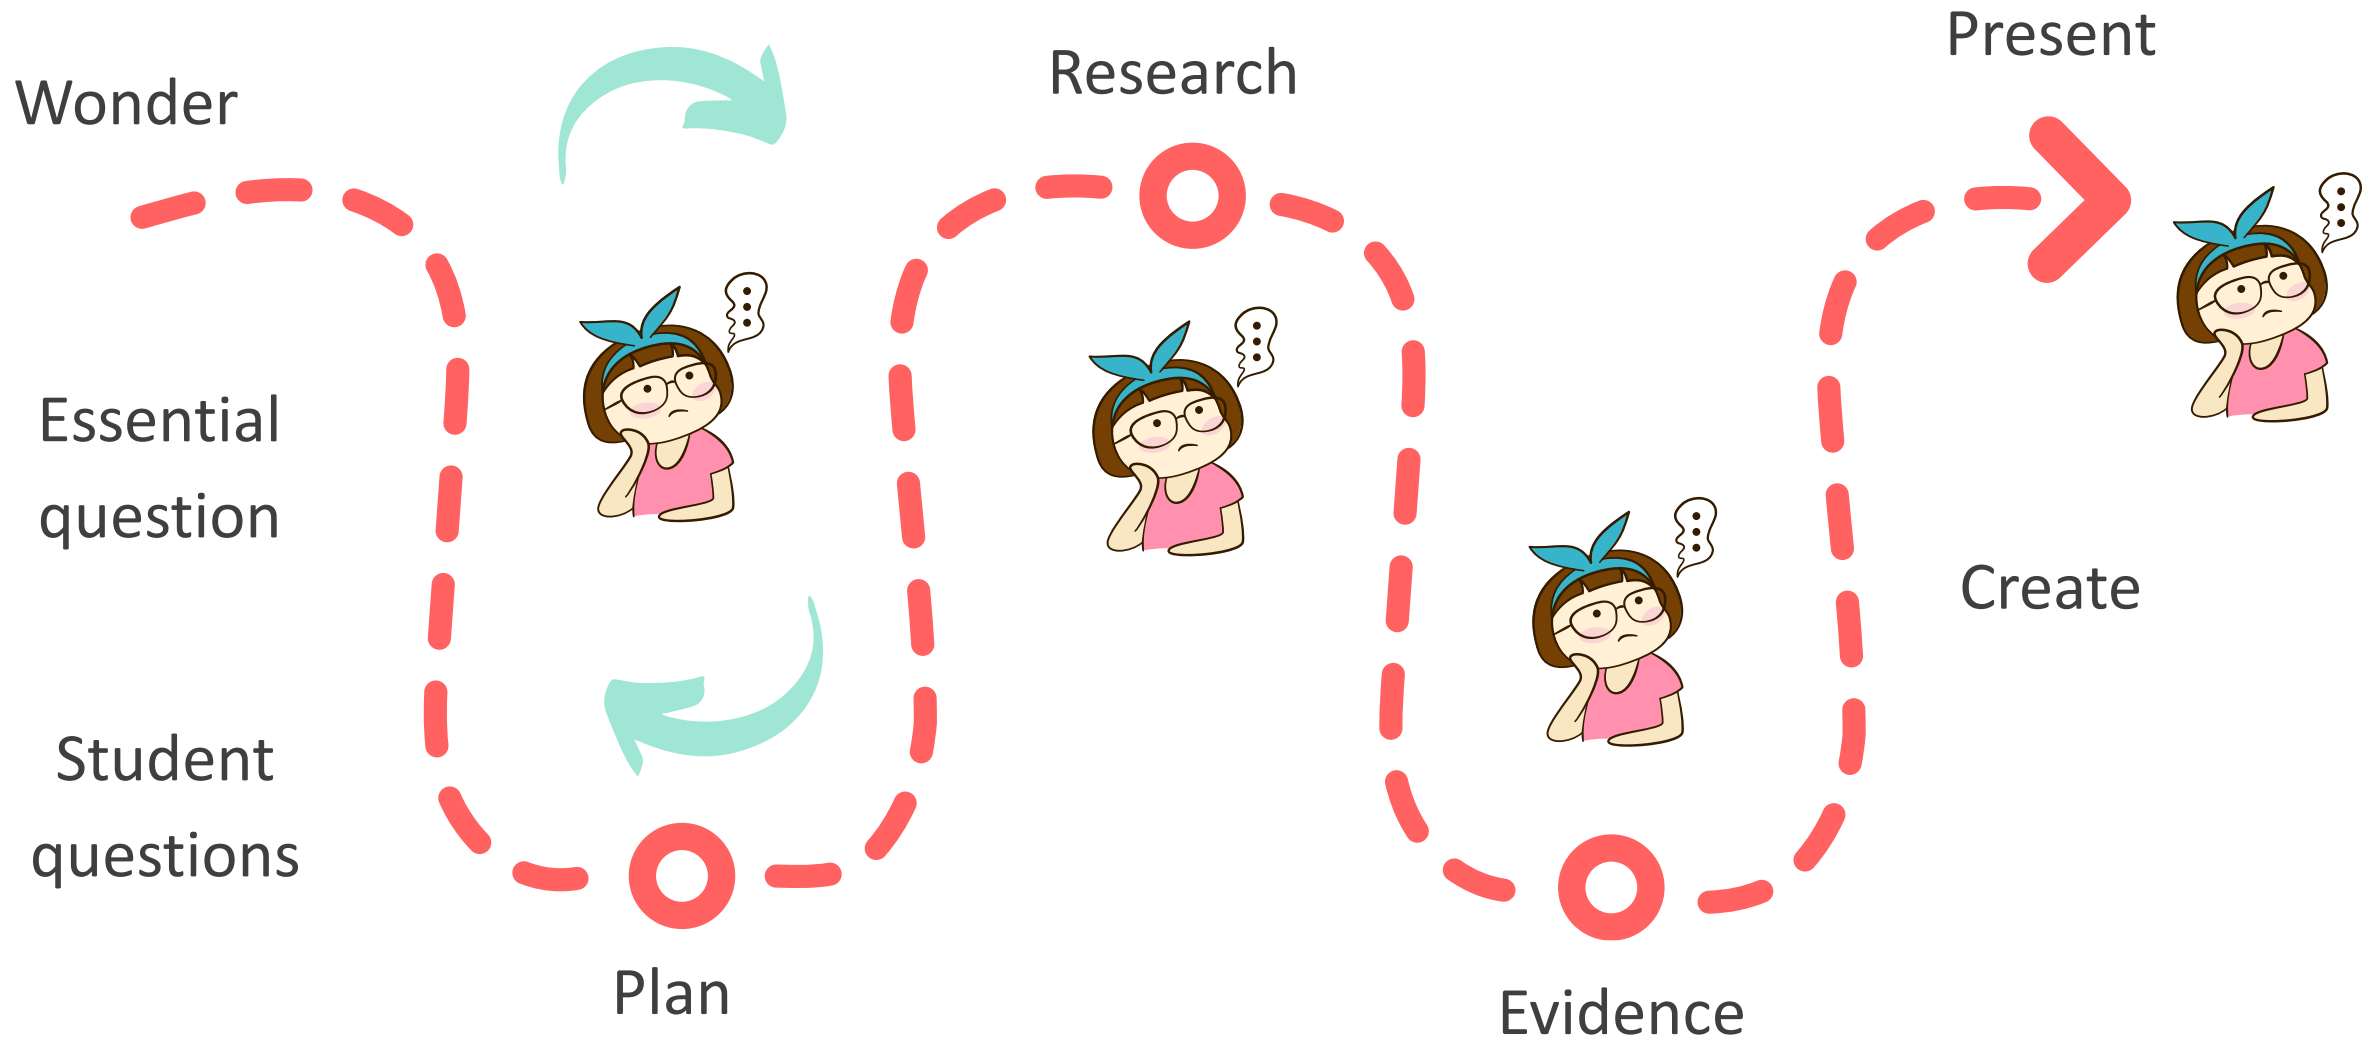 Wonder
Essential
question
Student
questions
Plan
Research
Evidence
Create
Present